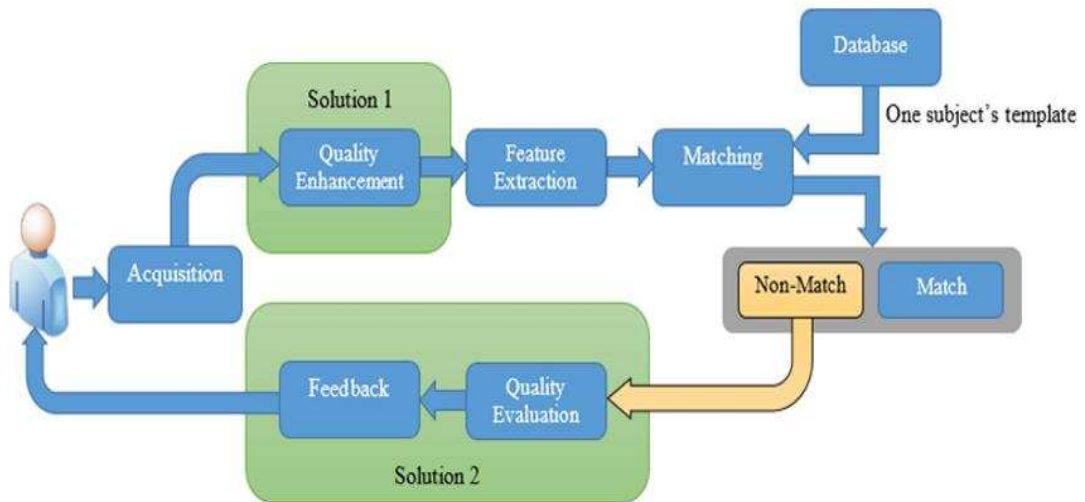 Database
One subject's template
Solution 1
Quality
Enhancement
Feature
Extraction
Matching
Acquisition
Non-Match
Match
Feedback
Quality
Evaluation
Solution 2